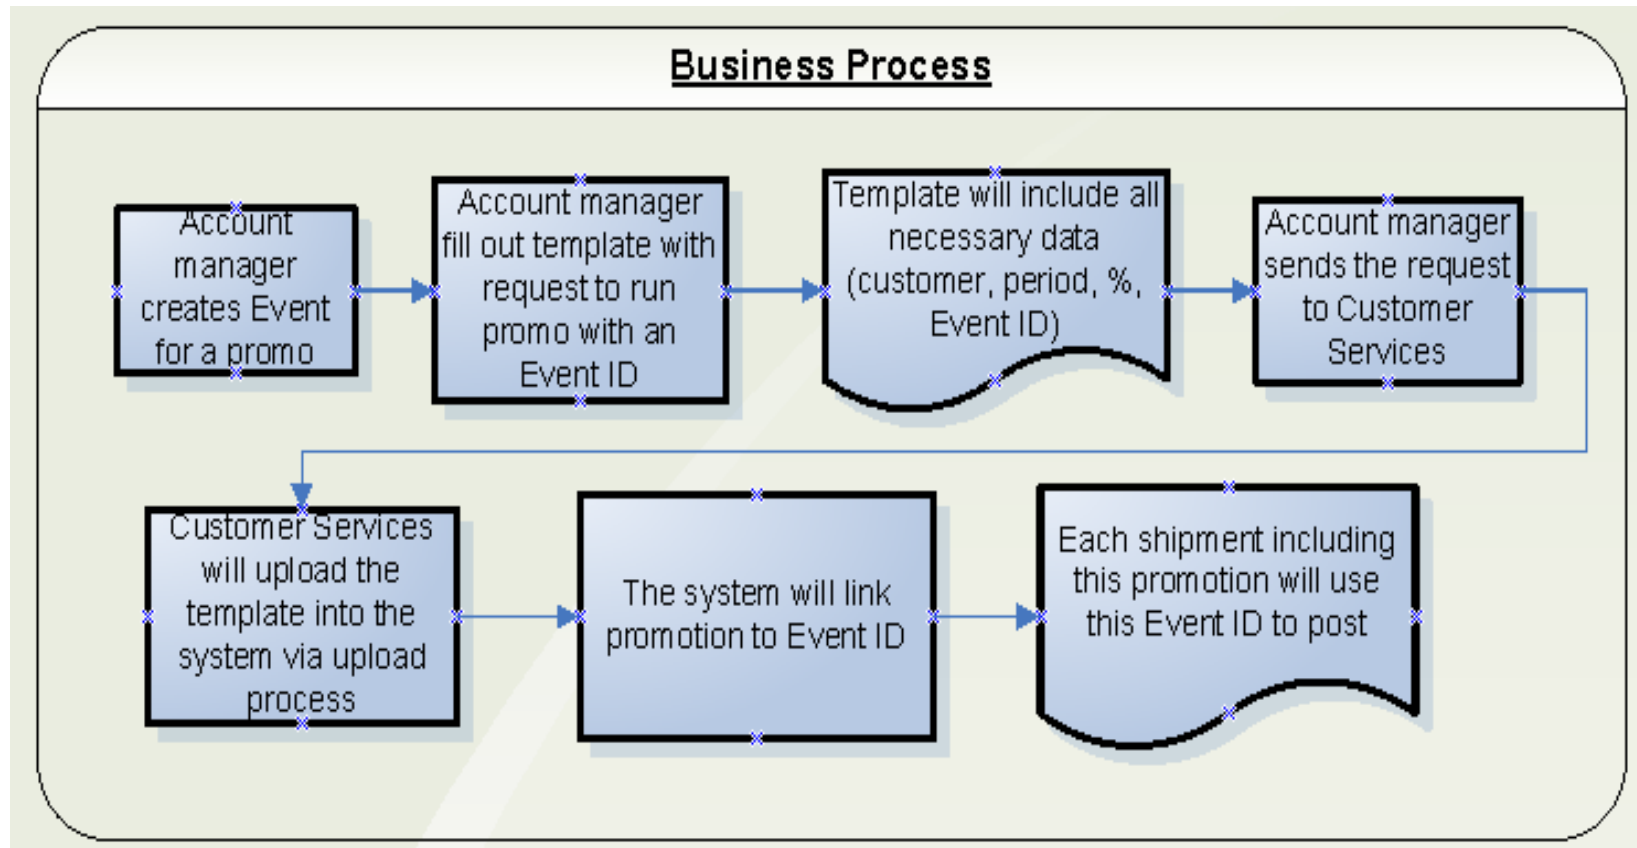 Business Process
Account
manager
creates Event
for a promo
Account manager
fill out template with
request to run
promo with an
Event ID
Template will include all
necessary data
(customer, period, %,
Event ID)
Account manager
sends the request
to Customer
Services
Customer Services
will upload the
template into the
system via upload
process
The system will link
promotion to Event ID
Each shipment including
this promotion will use
this Event ID to post